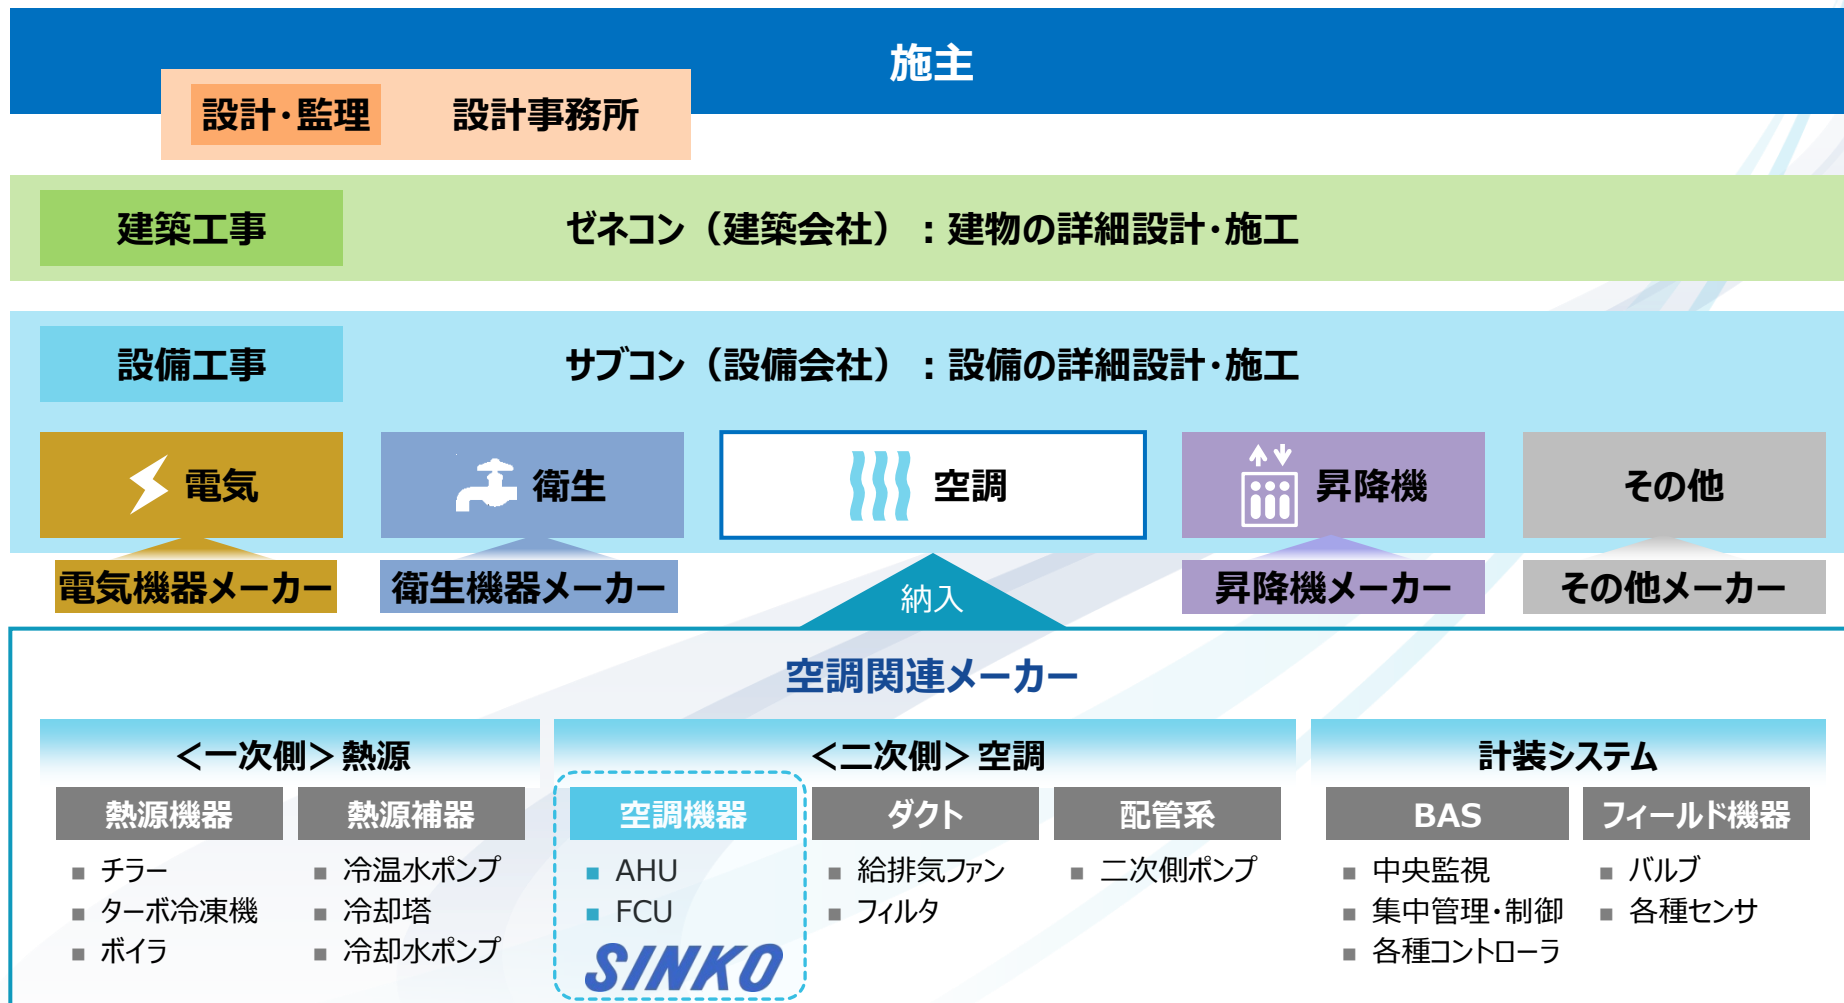 施主
設計・監理
設計事務所
建築工事
ゼネコン（建築会社）：建物の詳細設計・施工
設備工事
サブコン（設備会社）：設備の詳細設計・施工
電気
衛生
空調
昇降機
その他
電気機器メーカー
衛生機器メーカー
納入
昇降機メーカー
その他メーカー
空調関連メーカー
＜一次側＞熱源
熱源機器
チラー
ターボ冷凍機
ボイラ
熱源補器
冷温水ポンプ
冷却塔
冷却水ポンプ
＜二次側＞空調
空調機器
AHU
FCU
SINKO
ダクト
給排気ファン
フィルタ
配管系
二次側ポンプ
計装システム
BAS
中央監視
集中管理・制御
各種コントローラ
フィールド機器
バルブ
各種センサ